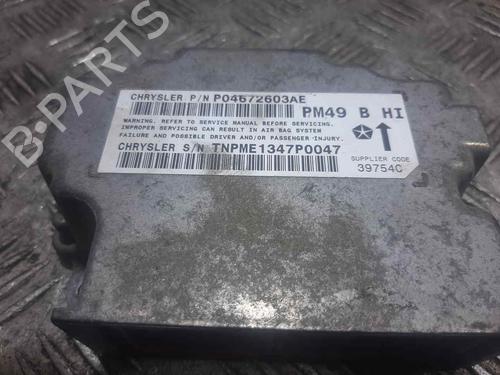 B-PARTS
CHRYSLER P/N P04672603AE
PM49 B HI
WARNING. REFER TO SERVICE MANUAL BEFORE SERVICING.
IMPROPER SERVICING CAN RESULT IN AIR BAG SYSTEM
FAILURE AND POSSIBLE DRIVER AND/OR PASSENGER INJURY.
CHRYSLER S/N TNPME1347P0047
SUPPLIER CODE
39754C